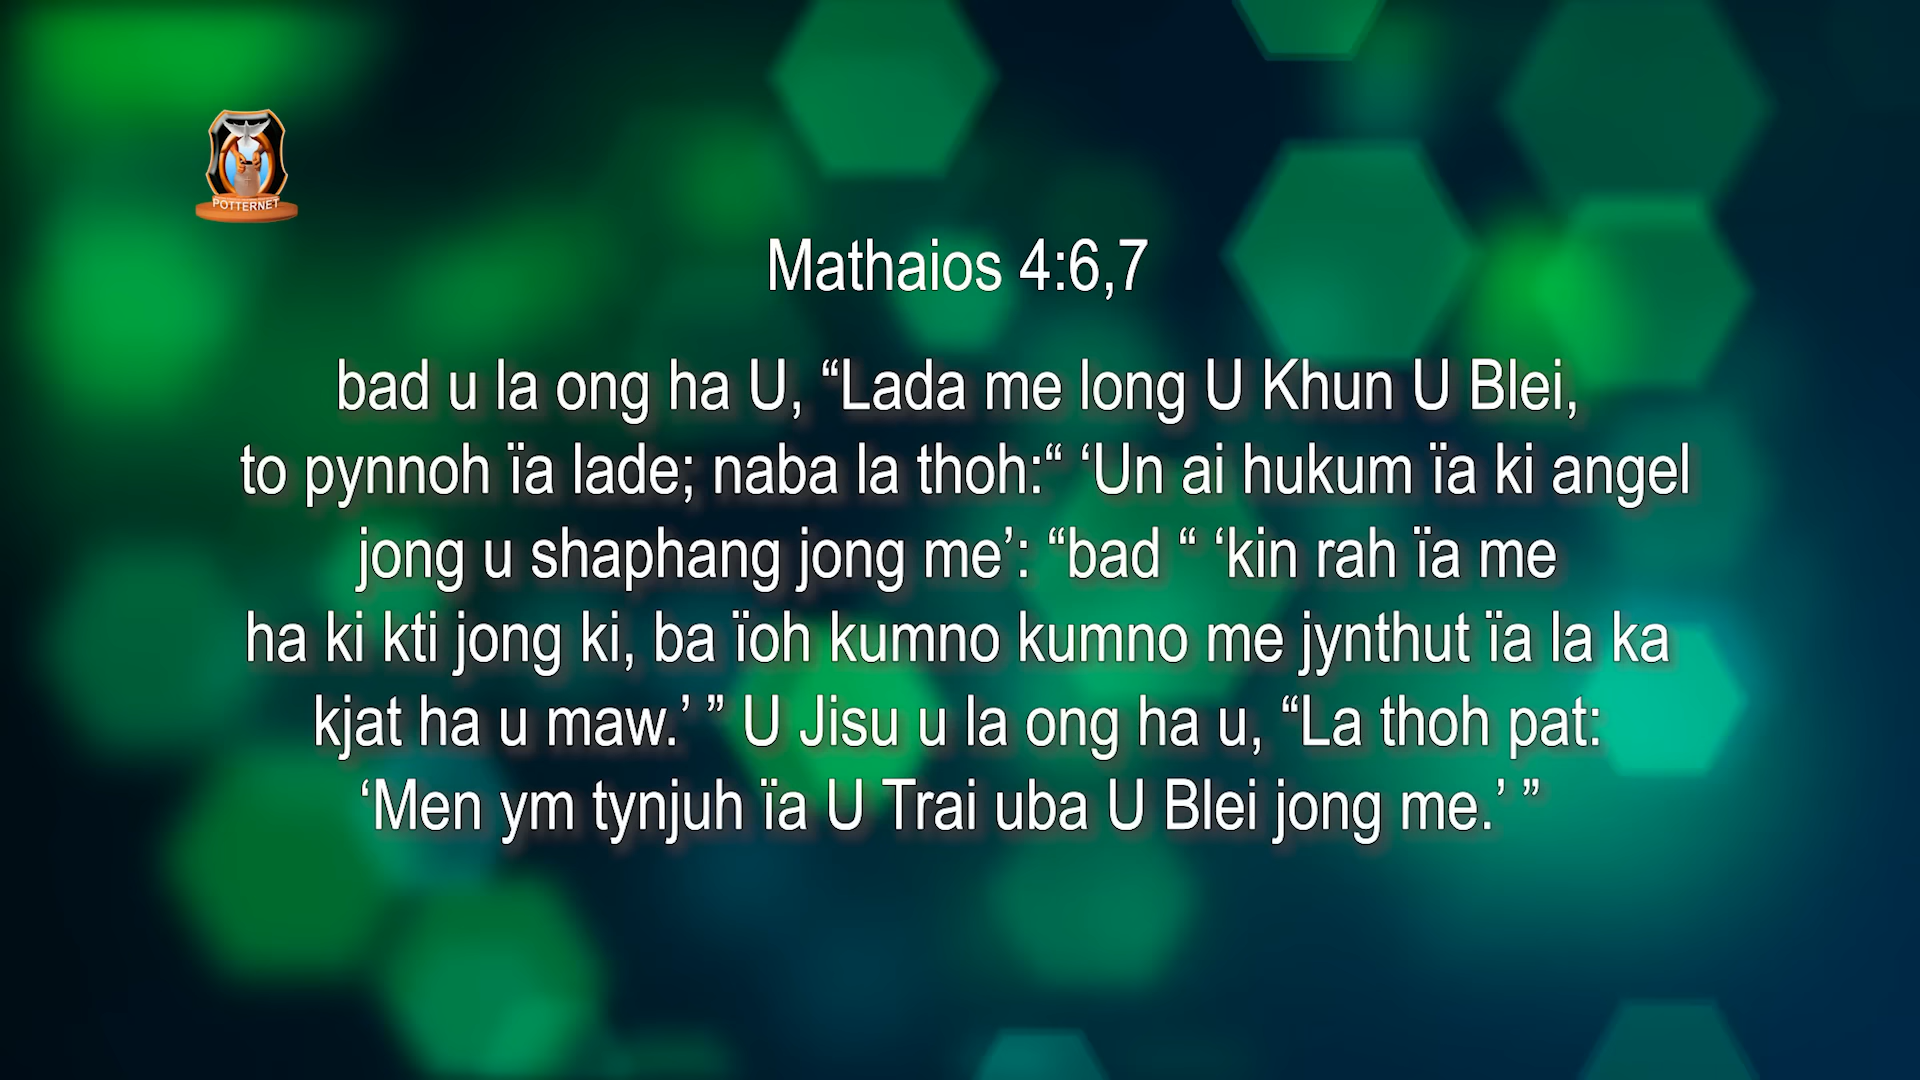 POTTERNET
Mathaios 4:6,7
bad u la ong ha U, “Lada me long U Khun U Blei,
to pynnoh ïa lade; naba la thoh:“ ‘Un ai hukum ïa ki angel
jong u shaphang jong me’: “bad “ ‘kin rah ïa me
ha ki kti jong ki, ba ïoh kumno kumno me jynthut ïa la ka
kjat ha u maw.’ ” U Jisu u la ong ha u, “La thoh pat:
‘Men ym tynjuh ïa U Trai uba U Blei jong me.’ ”